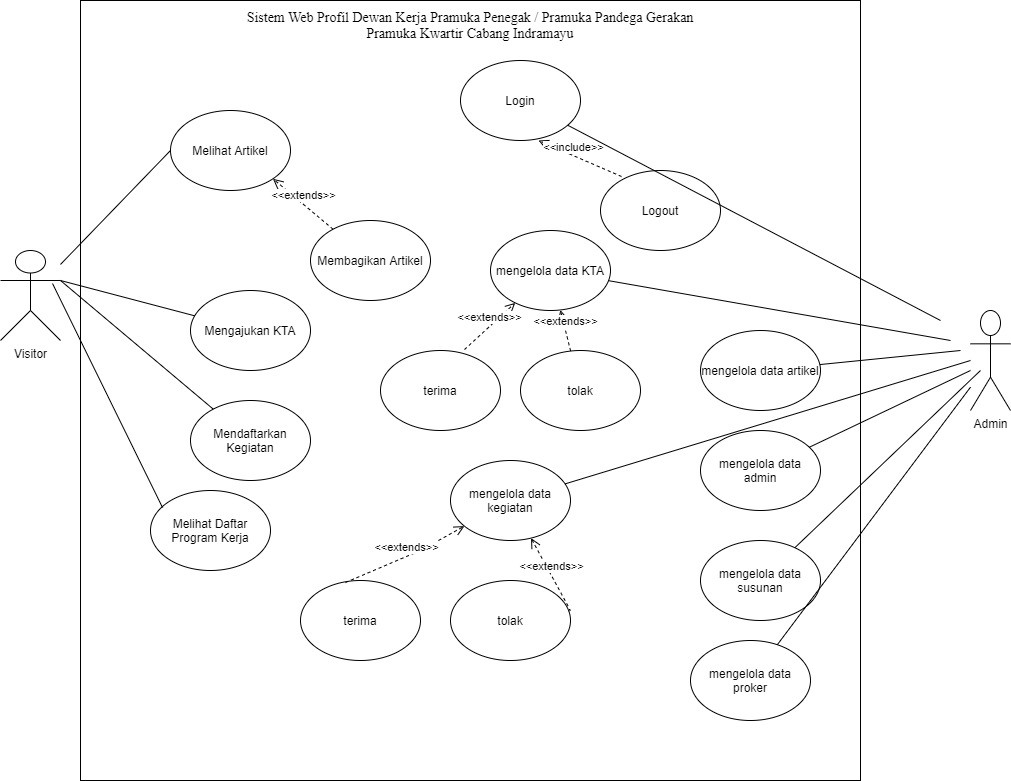 Sistem Web Profil Dewan Kerja Pramuka Penegak / Pramuka Pandega Gerakan
Pramuka Kwartir Cabang Indramayu
Login
Melihat Artikel
<<include>>
<<extends>>
Logout
Membagikan Artikel
mengelola data KTA
Visitor
Mengajukan KTA
<<extends>>
<<extends>>
mengelola data artikel
terima
tolak
Admin
Mendaftarkan
Kegiatan
mengelola data
admin
mengelola data
kegiatan
Melihat Daftar
Program Kerja
<<extends>>
<<extends>>
mengelola data
susunan
terima
tolak
mengelola data
proker